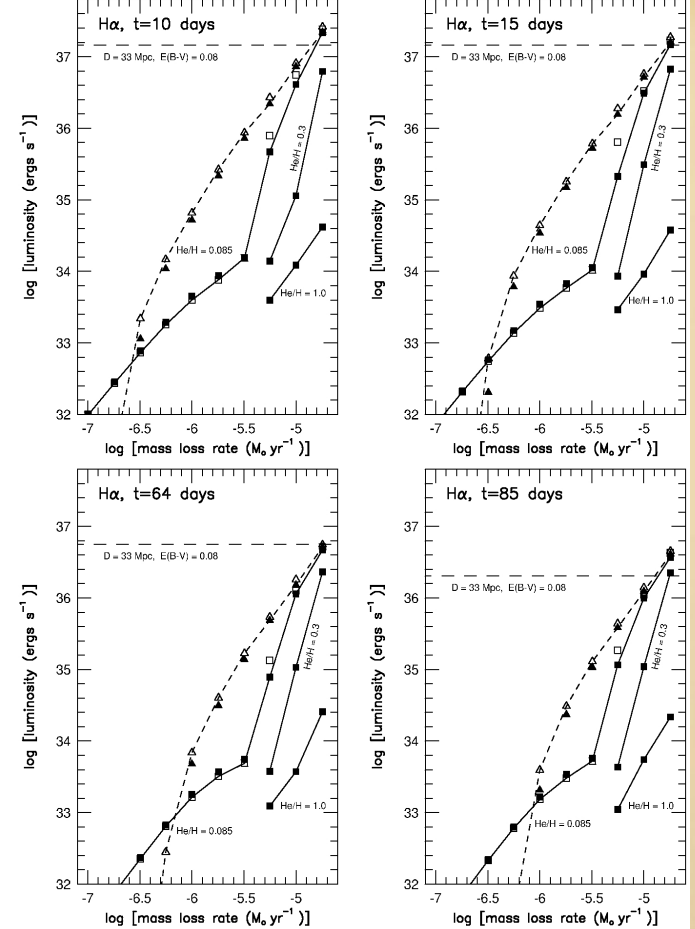 Hα, t=10 days
37
D = 33 Mpc, E(B-V) = 0.08
36
He/H = 0.3
35
He/H = 0.085
34
He/H = 1.0
33
32
-7 -6.5 -6 -5.5 -5
log [luminosity (ergs s⁻¹)]
log [mass loss rate (M₀ yr⁻¹)]
Hα, t=15 days
37
D = 33 Mpc, E(B-V) = 0.08
36
He/H = 0.3
35
He/H = 0.085
34
He/H = 1.0
33
32
-7 -6.5 -6 -5.5 -5
log [luminosity (ergs s⁻¹)]
log [mass loss rate (M₀ yr⁻¹)]
Hα, t=64 days
37
D = 33 Mpc, E(B-V) = 0.08
36
He/H = 0.3
35
34
33
He/H = 1.0
He/H = 0.085
32
-7 -6.5 -6 -5.5 -5
log [luminosity (ergs s⁻¹)]
log [mass loss rate (M₀ yr⁻¹)]
Hα, t=85 days
37
D = 33 Mpc, E(B-V) = 0.08
36
He/H = 0.3
35
34
33
He/H = 1.0
He/H = 0.085
32
-7 -6.5 -6 -5.5 -5
log [luminosity (ergs s⁻¹)]
log [mass loss rate (M₀ yr⁻¹)]